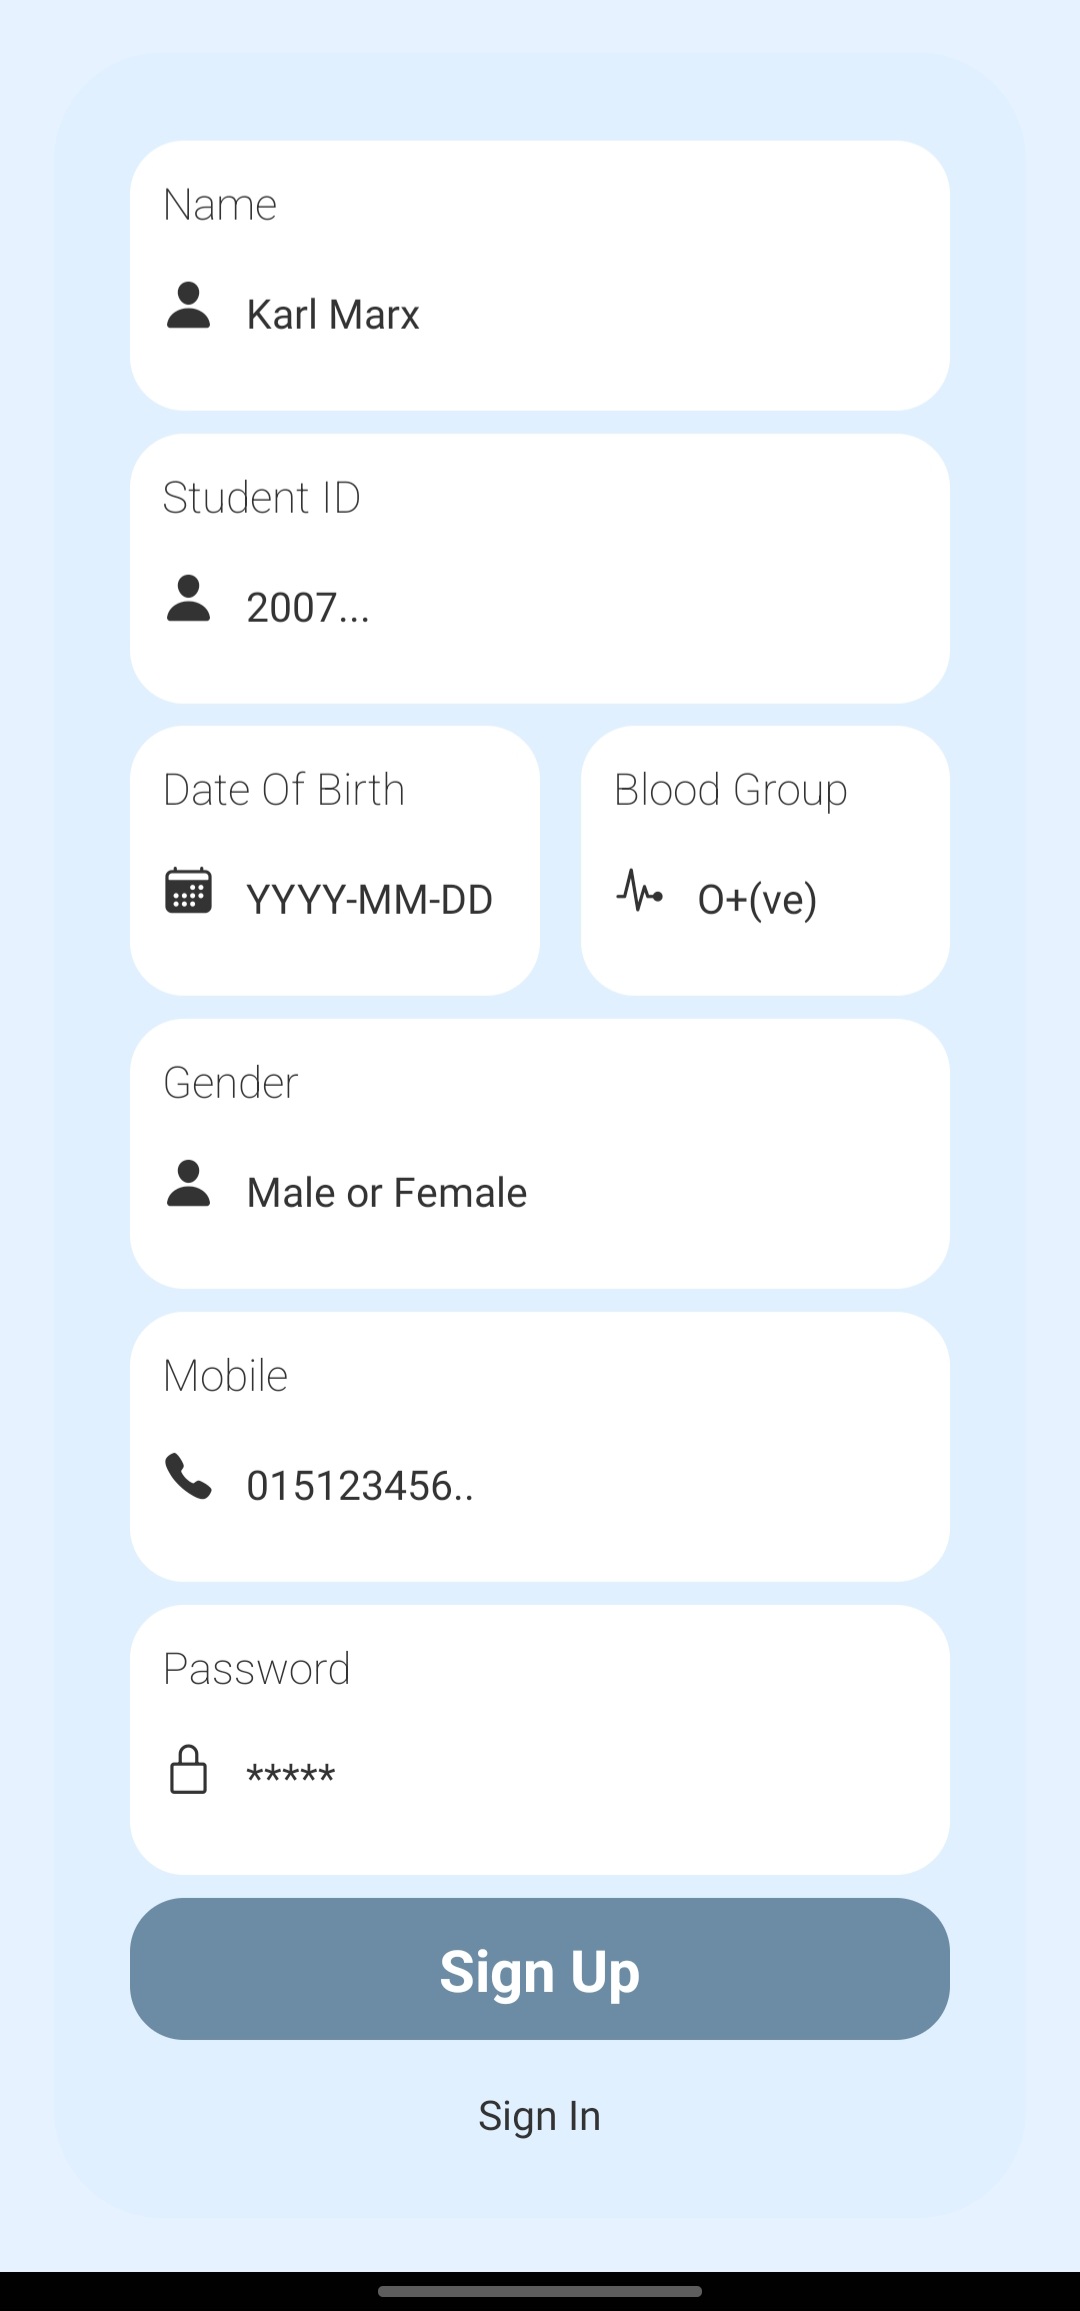 Name
Karl Marx
Student ID
2007...
Date Of Birth
YYYY-MM-DD
Blood Group
O+(ve)
Gender
Male or Female
Mobile
015123456..
Password
*****
Sign Up
Sign In